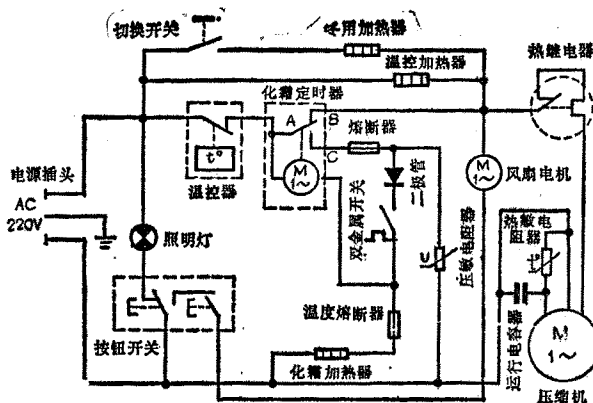 切换开关
冬用加热器
温控加热器
热继电器
化霜定时器
A
B
C
熔断器
t°
M
1~
温控器
电源插头
AC
220V
照明灯
二极管
双金属开关
U
压敏电阻器
M
1~
风扇电机
热敏电
阻器
t
温度熔断器
按钮开关
化霜加热器
运行电容器
M
1~
压缩机